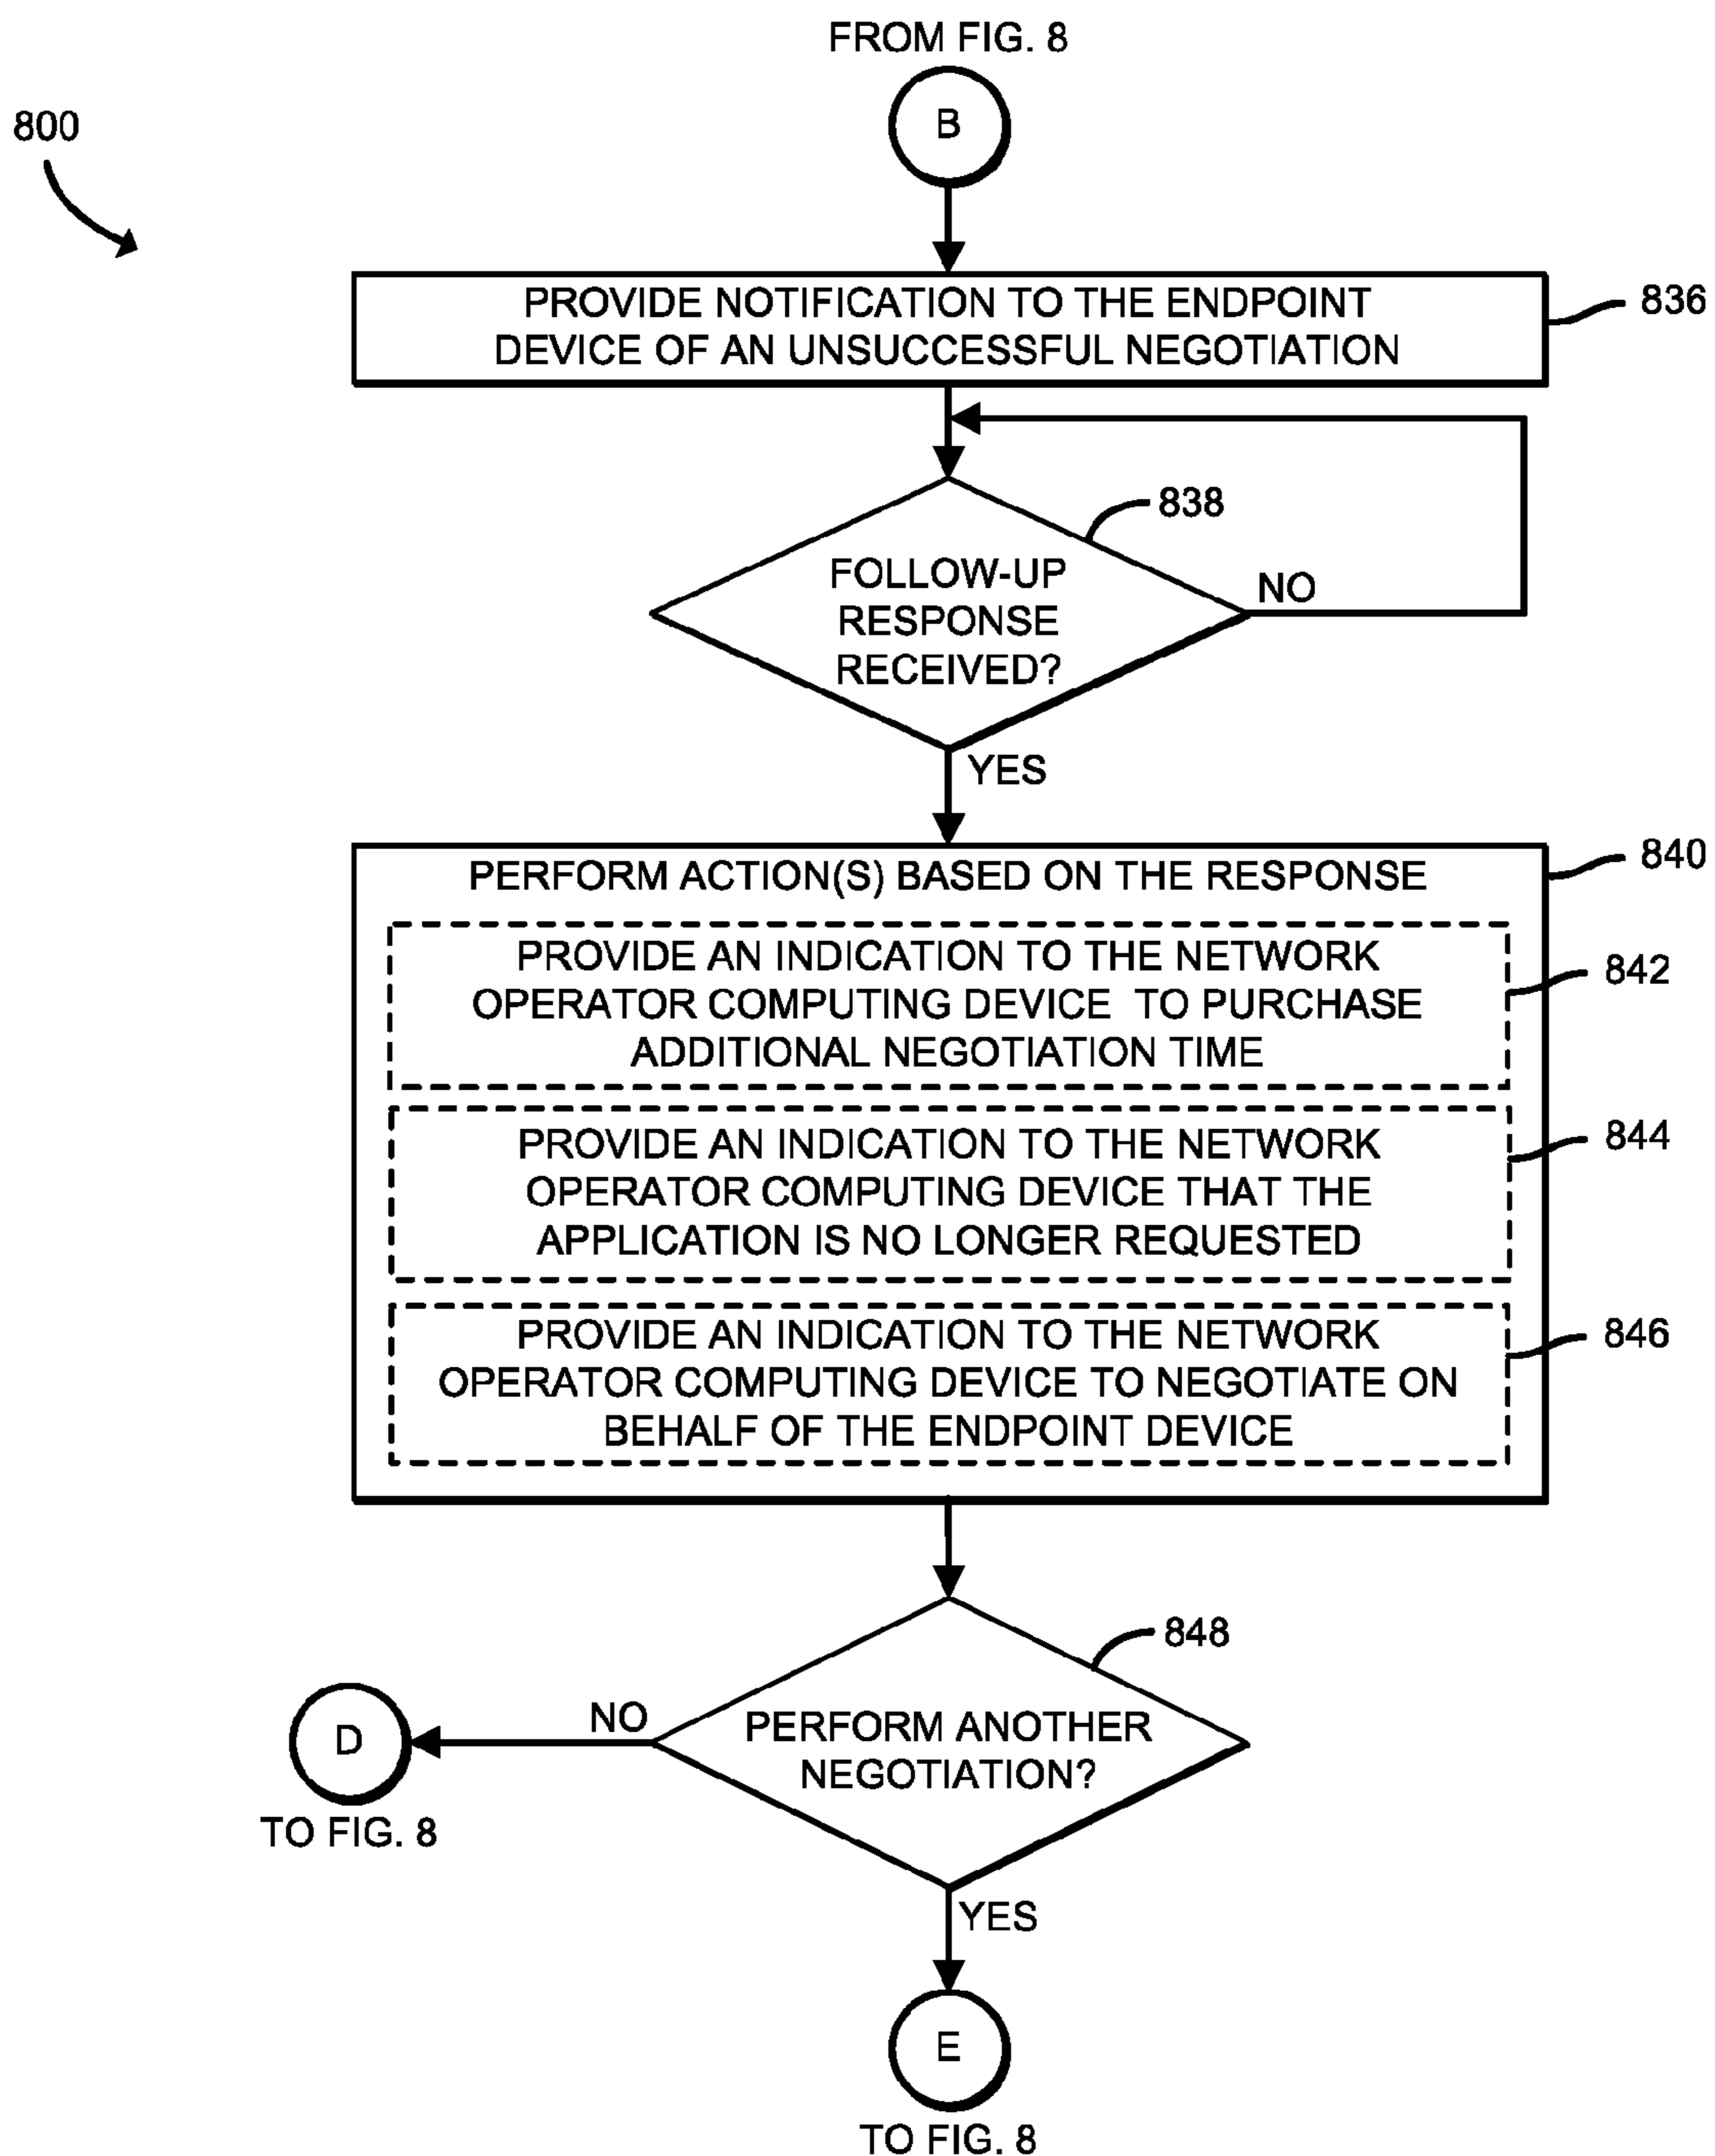 FROM FIG. 8
B
800
PROVIDE NOTIFICATION TO THE ENDPOINT
DEVICE OF AN UNSUCCESSFUL NEGOTIATION
836
838
FOLLOW-UP
RESPONSE
RECEIVED?
NO
YES
840
PERFORM ACTION(S) BASED ON THE RESPONSE
PROVIDE AN INDICATION TO THE NETWORK
OPERATOR COMPUTING DEVICE TO PURCHASE
ADDITIONAL NEGOTIATION TIME
842
PROVIDE AN INDICATION TO THE NETWORK
OPERATOR COMPUTING DEVICE THAT THE
APPLICATION IS NO LONGER REQUESTED
844
PROVIDE AN INDICATION TO THE NETWORK
OPERATOR COMPUTING DEVICE TO NEGOTIATE ON
BEHALF OF THE ENDPOINT DEVICE
846
848
PERFORM ANOTHER
NEGOTIATION?
NO
D
TO FIG. 8
YES
E
TO FIG. 8